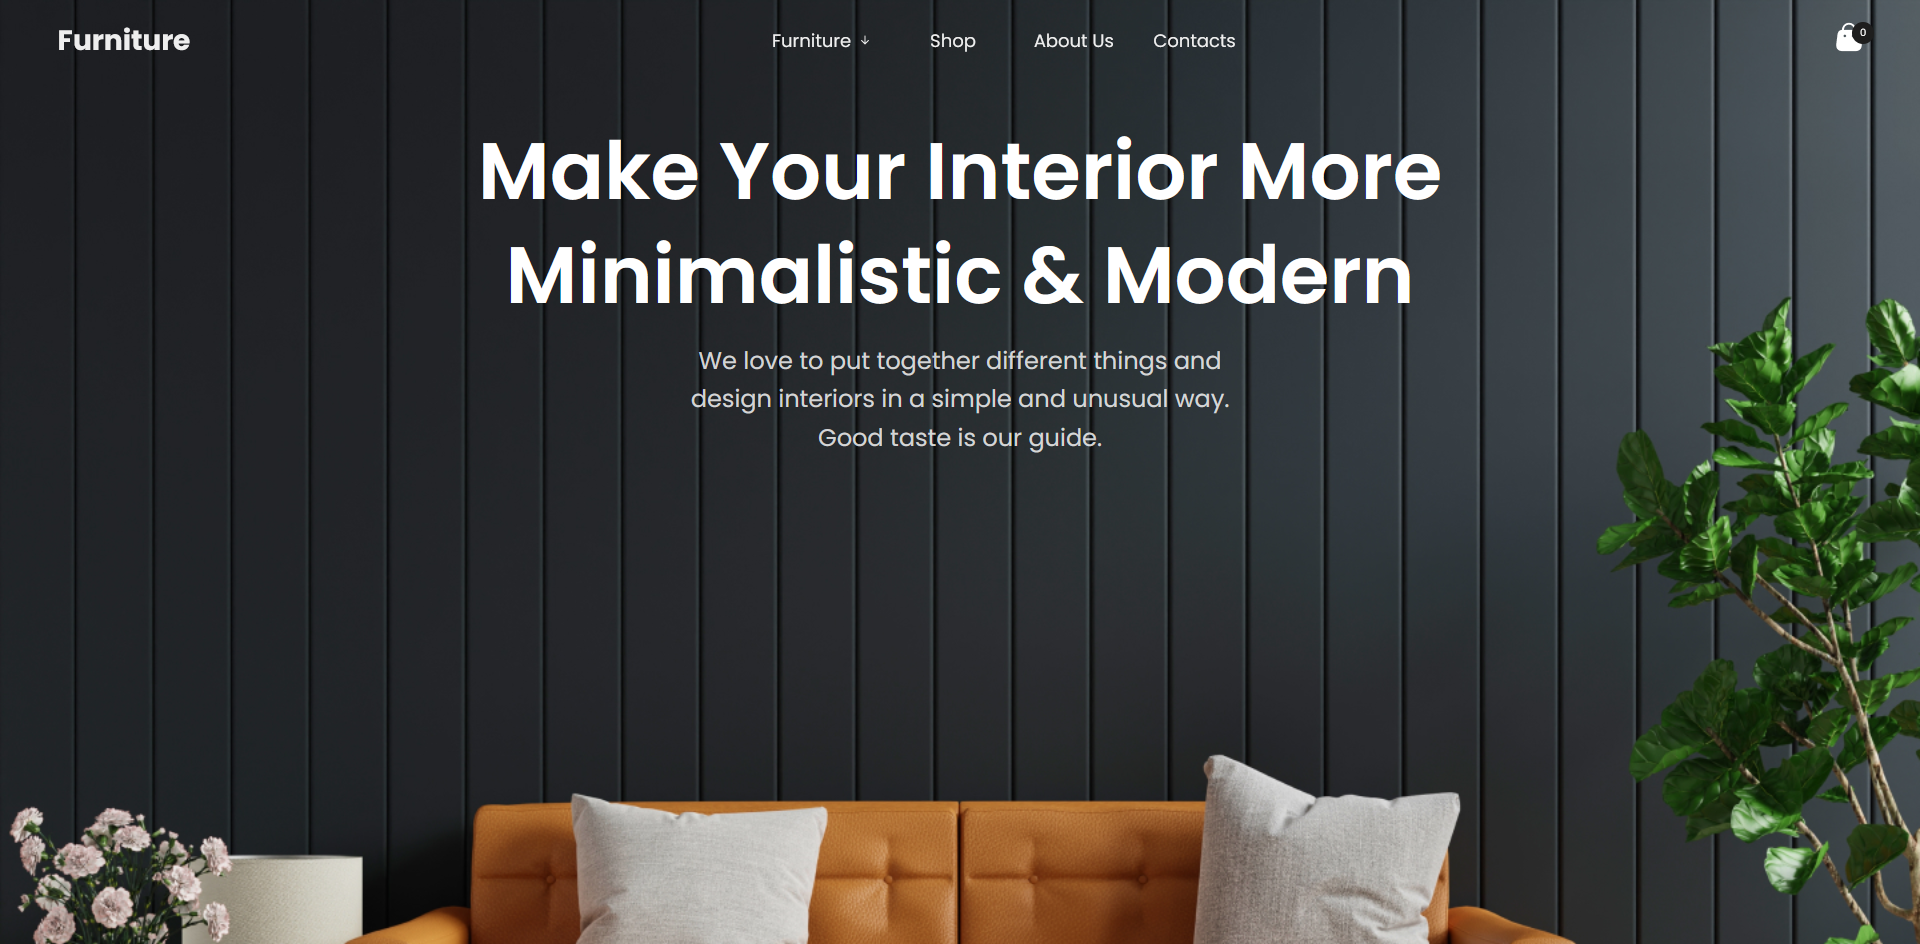 Furniture
Furniture ↓
Shop
About Us
Contacts
0
Make Your Interior More
Minimalistic & Modern
We love to put together different things and
design interiors in a simple and unusual way.
Good taste is our guide.